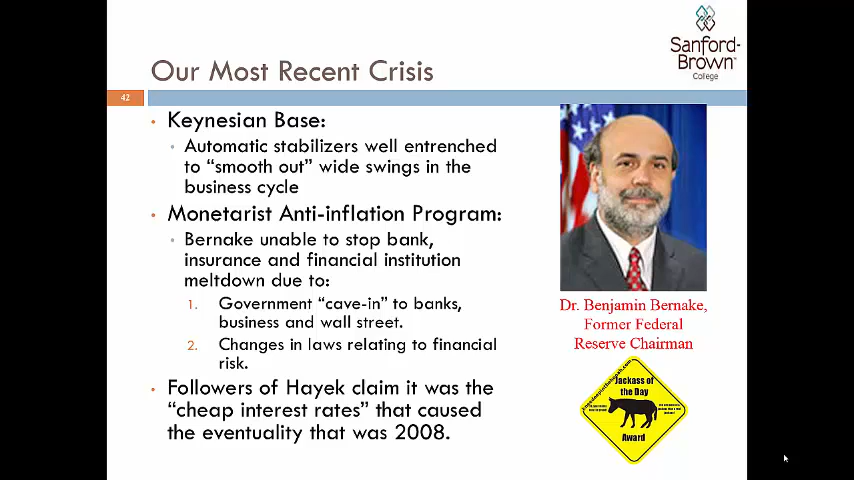 Sanford-
Brown™
College
Our Most Recent Crisis
42
• Keynesian Base:
• Automatic stabilizers well entrenched
to “smooth out” wide swings in the
business cycle
• Monetarist Anti-inflation Program:
• Bernake unable to stop bank,
insurance and financial institution
meltdown due to:
1. Government “cave-in” to banks,
business and wall street.
2. Changes in laws relating to financial
risk.
• Followers of Hayek claim it was the
“cheap interest rates” that caused
the eventuality that was 2008.
Dr. Benjamin Bernake,
Former Federal
Reserve Chairman
Jackass of
the Day
Award